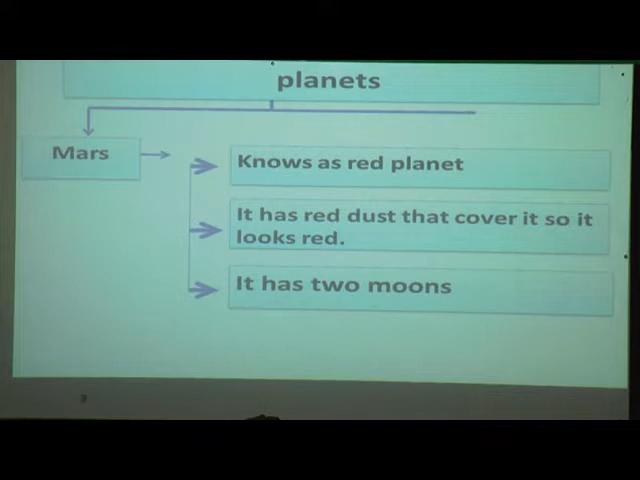 planets
Mars
Knows as red planet
It has red dust that cover it so it
looks red.
It has two moons